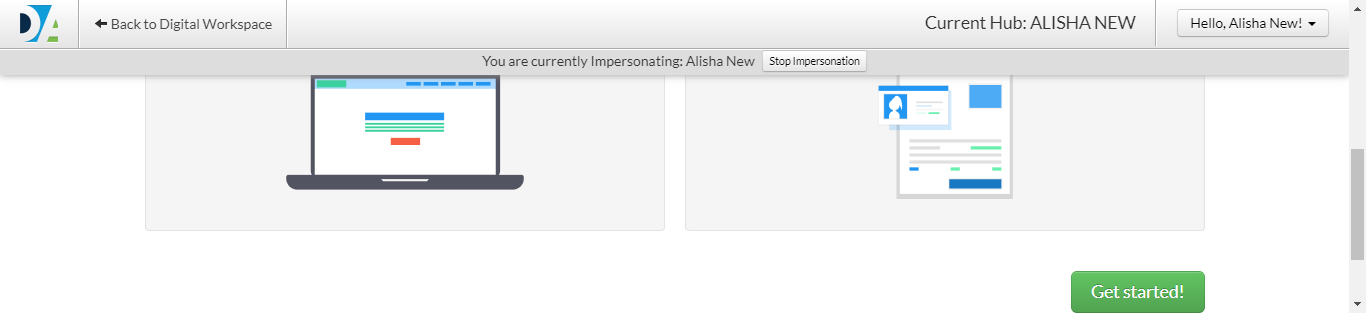 DA
Back to Digital Workspace
Current Hub: ALISHA NEW
Hello, Alisha New!
You are currently Impersonating: Alisha New
Stop Impersonation
Get started!